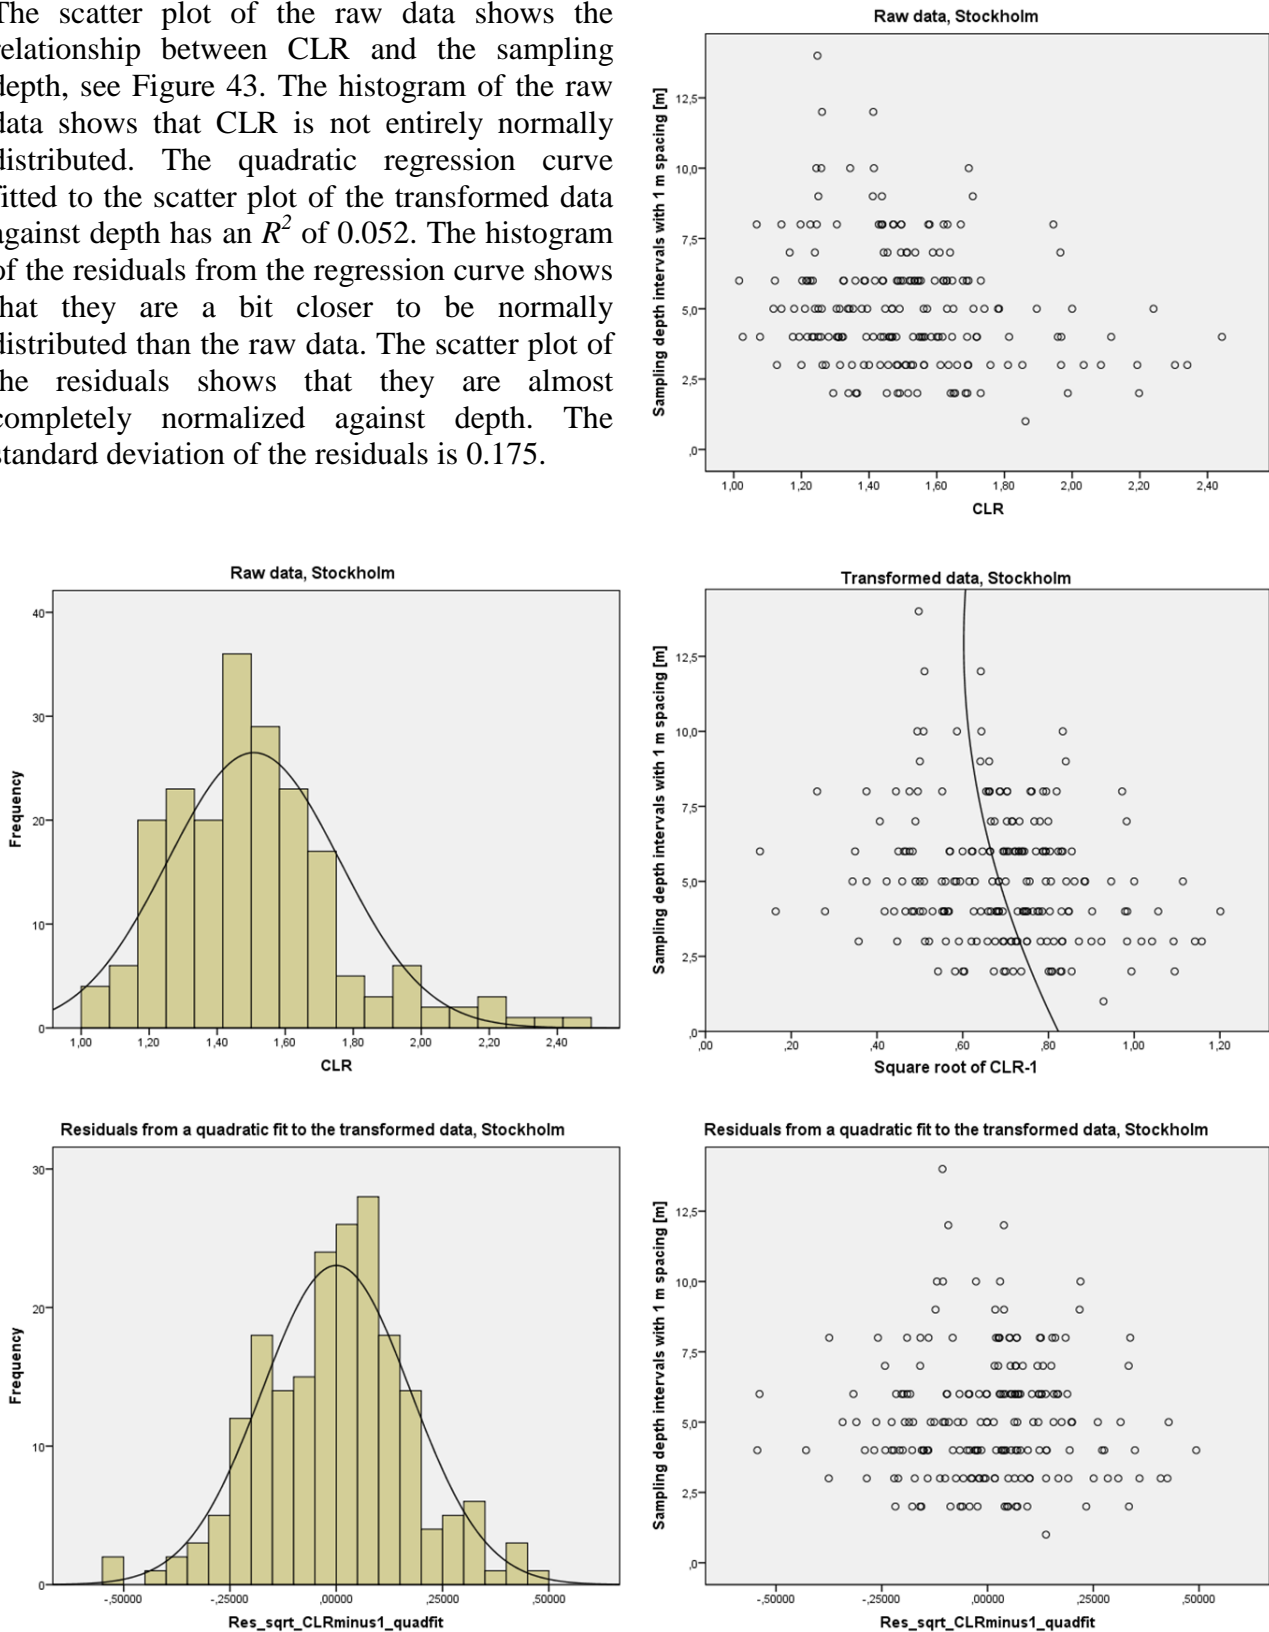 The scatter plot of the raw data shows the
relationship between CLR and the sampling
depth, see Figure 43. The histogram of the raw
data shows that CLR is not entirely normally
distributed. The quadratic regression curve
fitted to the scatter plot of the transformed data
against depth has an R² of 0.052. The histogram
of the residuals from the regression curve shows
that they are a bit closer to be normally
distributed than the raw data. The scatter plot of
the residuals shows that they are almost
completely normalized against depth. The
standard deviation of the residuals is 0.175.
Raw data, Stockholm
Sampling depth intervals with 1 m spacing [m]
12,5
10,0
7,5
5,0
2,5
,0
1,00 1,20 1,40 1,60 1,80 2,00 2,20 2,40
CLR
Raw data, Stockholm
Frequency
40
30
20
10
0
1,00 1,20 1,40 1,60 1,80 2,00 2,20 2,40
CLR
Transformed data, Stockholm
Sampling depth intervals with 1 m spacing [m]
12,5
10,0
7,5
5,0
2,5
,0
,00 ,20 ,40 ,60 ,80 1,00 1,20
Square root of CLR-1
Residuals from a quadratic fit to the transformed data, Stockholm
Frequency
30
20
10
0
-,50000 -,25000 ,00000 ,25000 ,50000
Res_sqrt_CLRminus1_quadfit
Residuals from a quadratic fit to the transformed data, Stockholm
Sampling depth intervals with 1 m spacing [m]
12,5
10,0
7,5
5,0
2,5
,0
-,50000 -,25000 ,00000 ,25000 ,50000
Res_sqrt_CLRminus1_quadfit